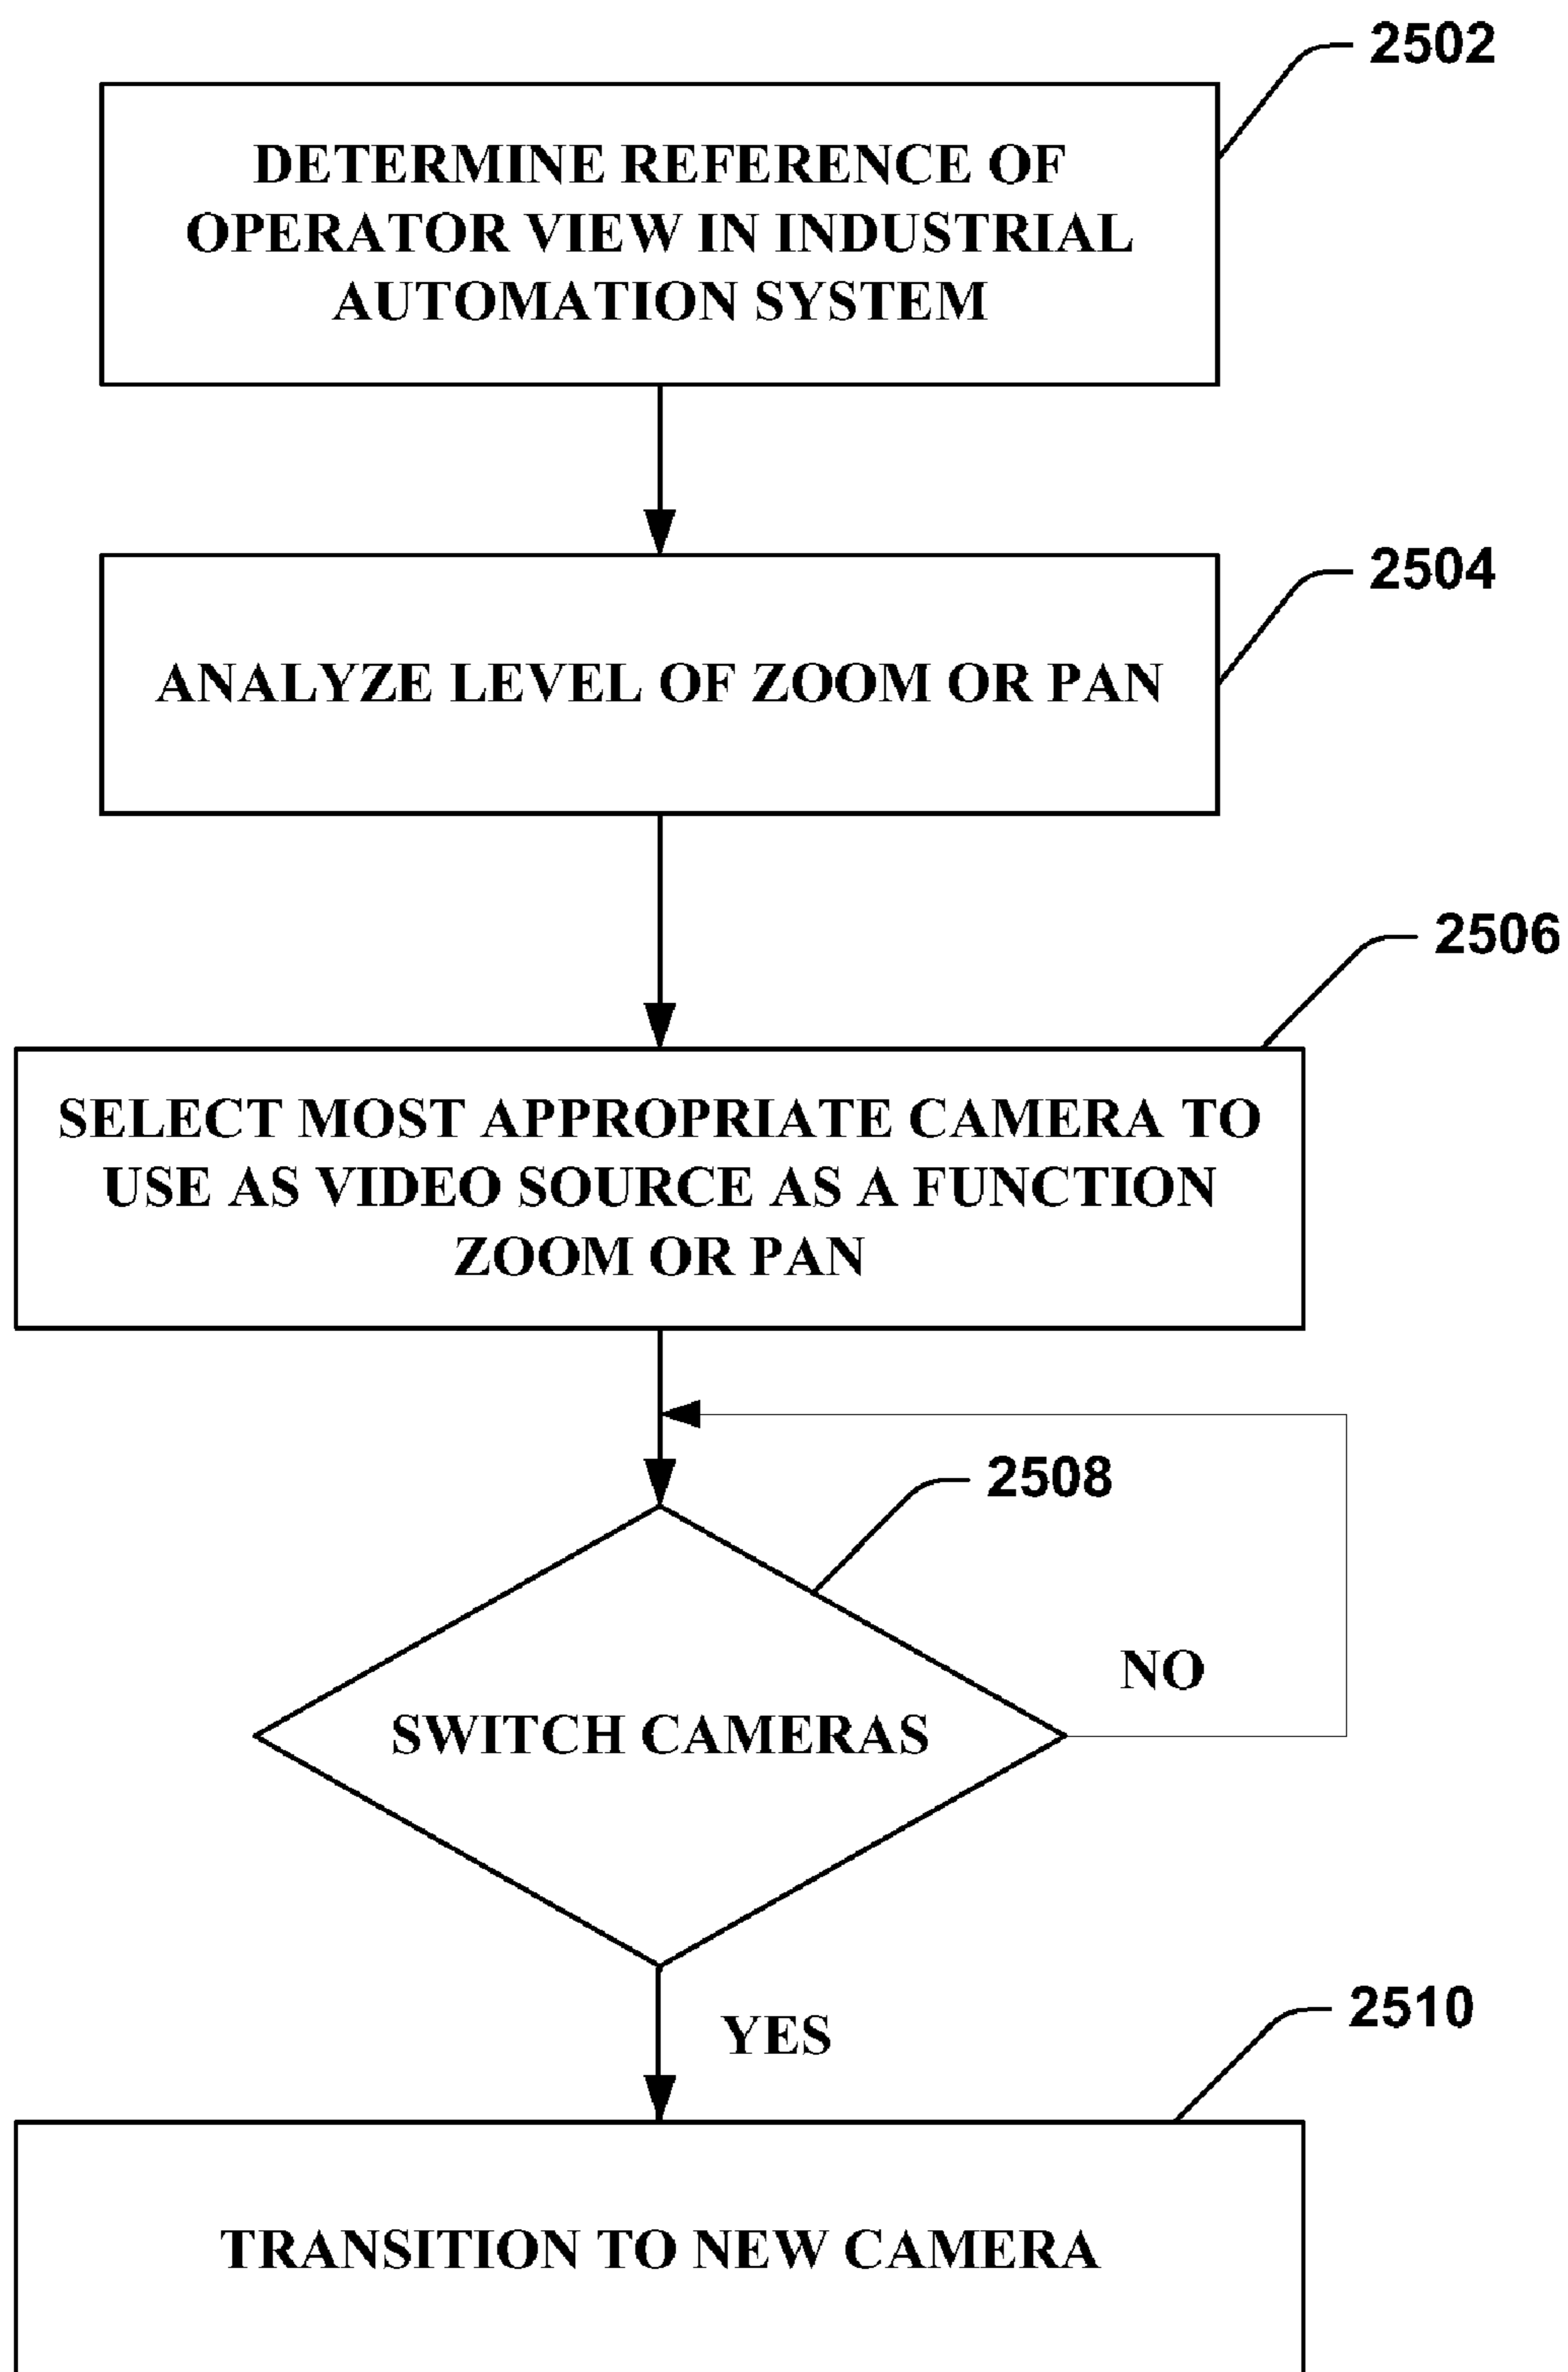 2502
DETERMINE REFERENCE OF
OPERATOR VIEW IN INDUSTRIAL
AUTOMATION SYSTEM
2504
ANALYZE LEVEL OF ZOOM OR PAN
2506
SELECT MOST APPROPRIATE CAMERA TO
USE AS VIDEO SOURCE AS A FUNCTION
ZOOM OR PAN
2508
NO
SWITCH CAMERAS
YES
2510
TRANSITION TO NEW CAMERA